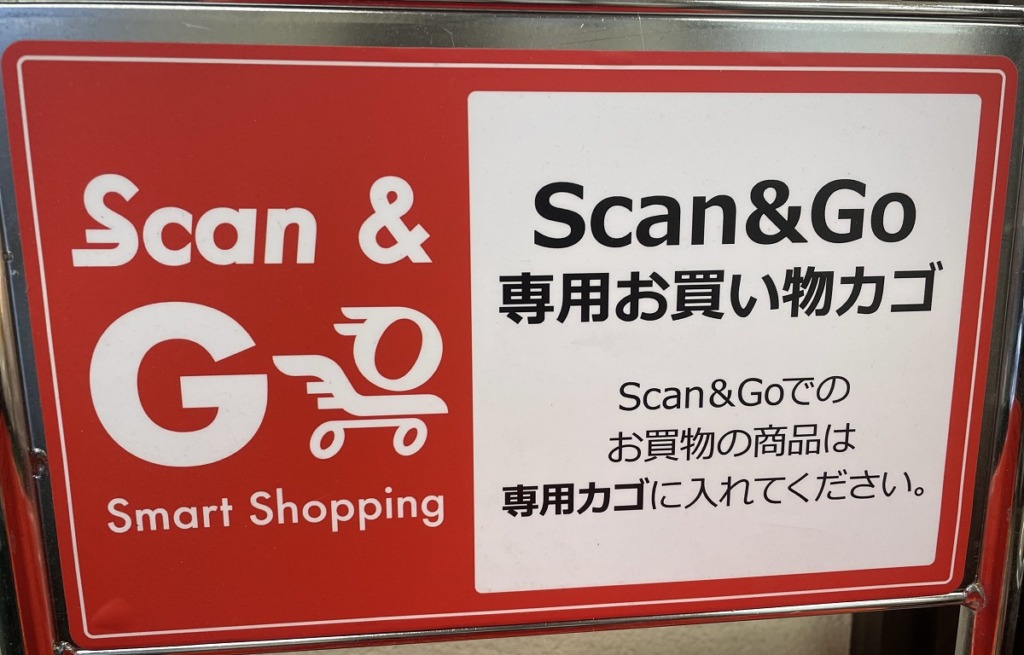 Scan &
Go
Smart Shopping
Scan&Go
専用お買い物カゴ
Scan&Goでの
お買物の商品は
専用カゴに入れてください。